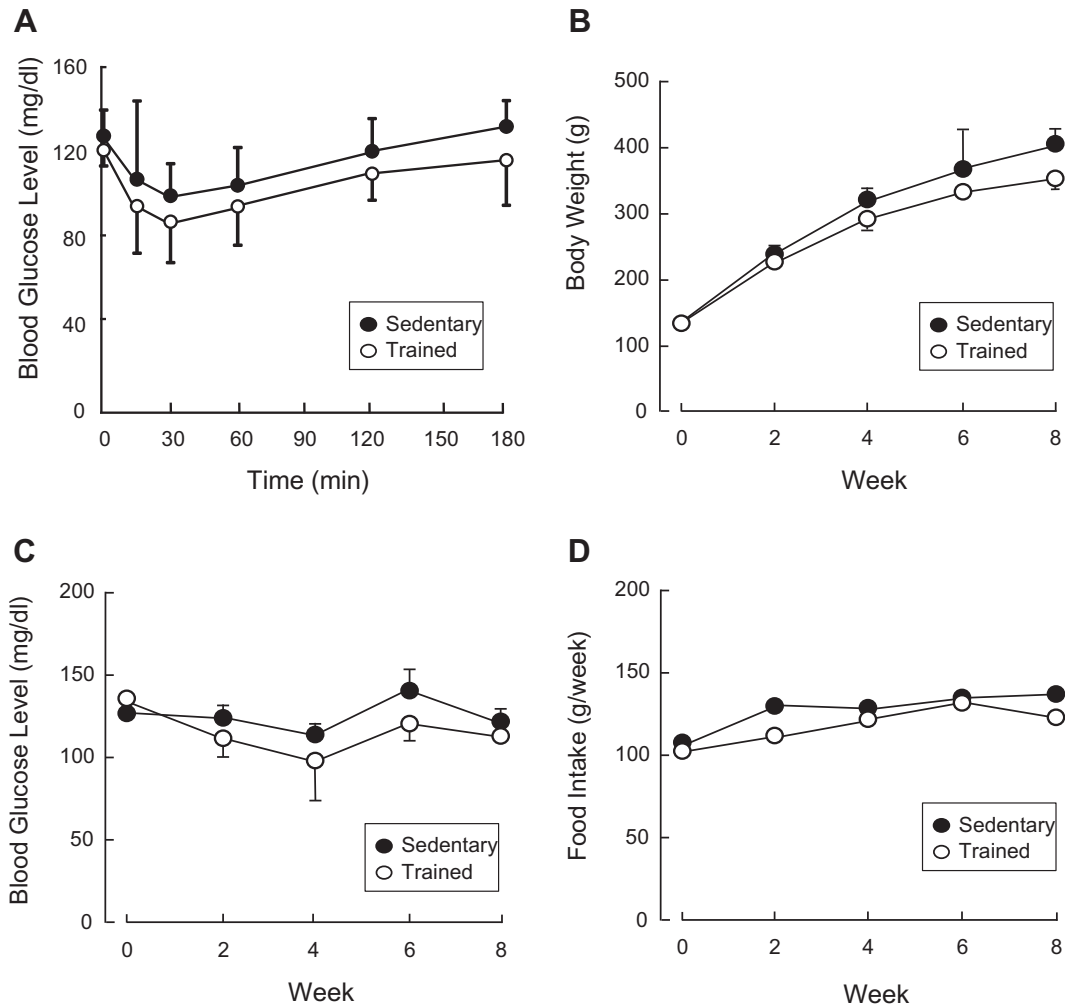 A
Blood Glucose Level (mg/dl)
160
120
80
40
0
Sedentary
Trained
0 30 60 90 120 150 180
Time (min)
B
Body Weight (g)
500
400
300
200
100
0
Sedentary
Trained
0 2 4 6 8
Week
C
Blood Glucose Level (mg/dl)
200
150
100
50
0
Sedentary
Trained
0 2 4 6 8
Week
D
Food Intake (g/week)
200
150
100
50
0
Sedentary
Trained
0 2 4 6 8
Week